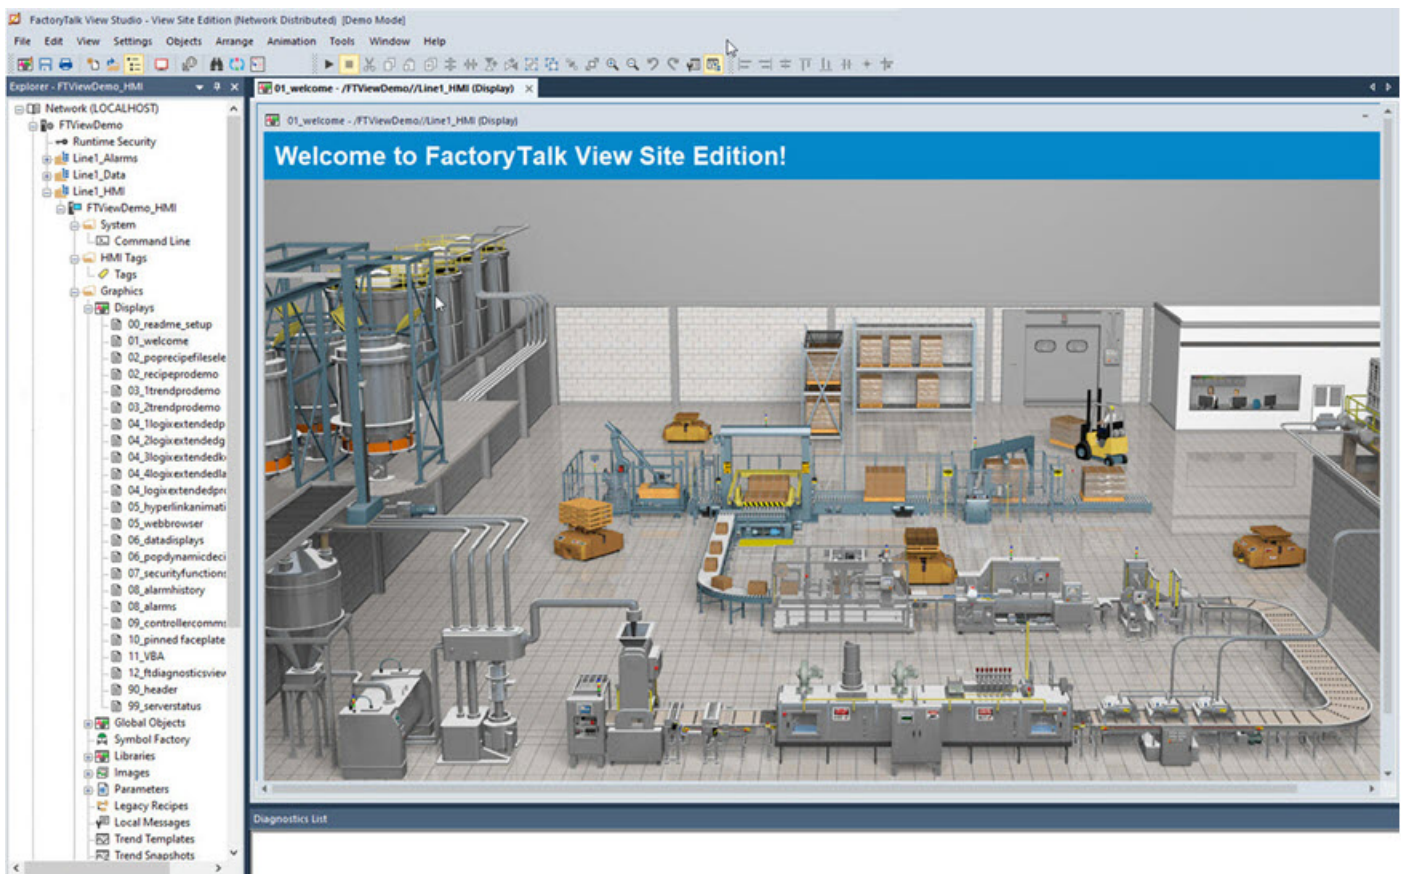 FactoryTalk View Studio - View Site Edition (Network Distributed)  [Demo Mode]
File Edit View Settings Objects Arrange Animation Tools Window Help
Explorer - FTViewDemo_HMI
01_welcome - /FTViewDemo//Line1_HMI (Display)
Network (LOCALHOST)
FTViewDemo
Runtime Security
Line1_Alarms
Line1_Data
Line1_HMI
FTViewDemo_HMI
System
Command Line
HMI Tags
Tags
Graphics
Displays
00_readme_setup
01_welcome
02_poprecipefilesele
02_recipeprodemo
03_1trendprodemo
03_2trendprodemo
04_1logixextendedp
04_2logixextendedg
04_3logixextendedk
04_4logixextendedla
04_logixextendedpro
05_hyperlinkanimati
05_webbrowser
06_datadisplays
06_popdynamicdeci
07_securityfunctions
08_alarmhistory
08_alarms
09_controllercomms
10_pinned faceplate
11_VBA
12_ftdiagnosticsview
90_header
99_serverstatus
Global Objects
Symbol Factory
Libraries
Images
Parameters
Legacy Recipes
Local Messages
Trend Templates
Trend Snapshots
01_welcome - /FTViewDemo//Line1_HMI (Display)
Welcome to FactoryTalk View Site Edition!
Diagnostics List